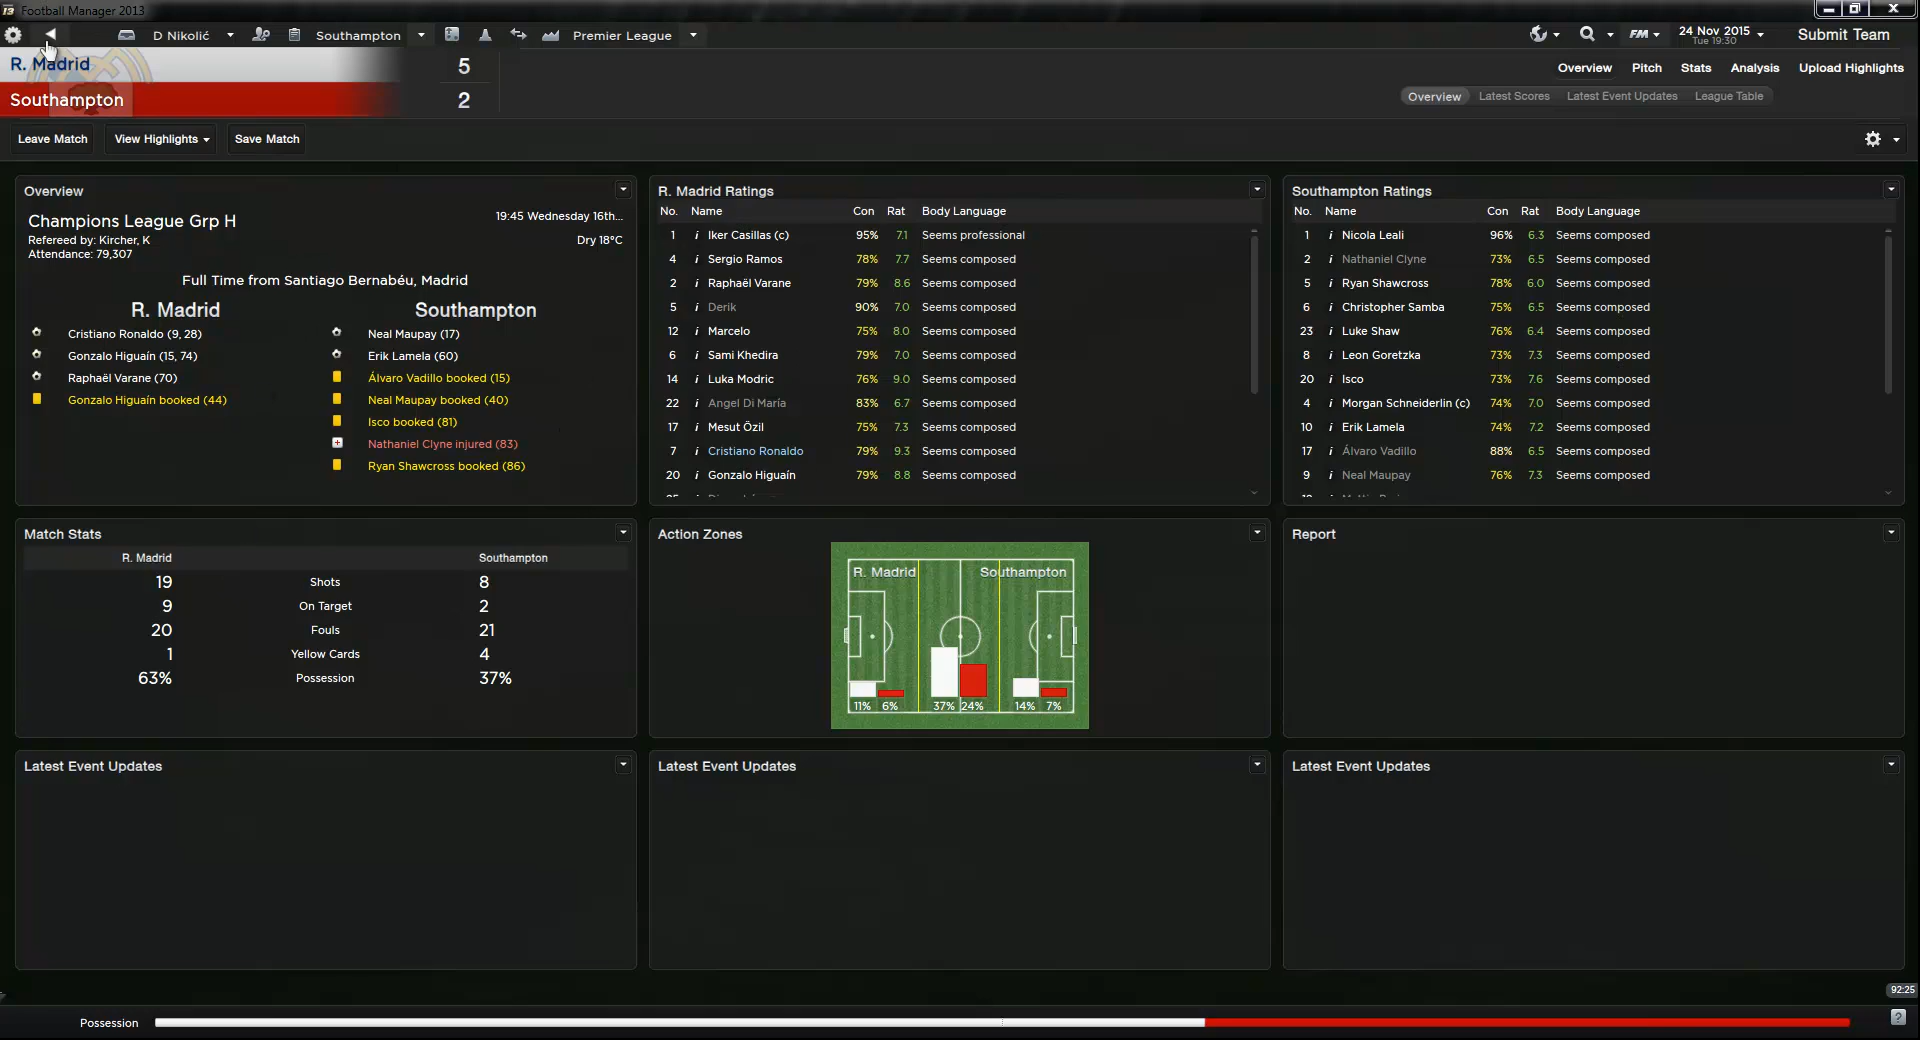 Football Manager 2013
D Nikolić Southampton Premier League FM 24 Nov 2015 Tue 19:30 Submit Team
R. Madrid 5
Southampton 2
Overview Pitch Stats Analysis Upload Highlights
Overview Latest Scores Latest Event Updates League Table
Leave Match View Highlights Save Match
Overview
Champions League Grp H 19:45 Wednesday 16th...
Refereed by: Kircher, K Dry 18°C
Attendance: 79,307
Full Time from Santiago Bernabéu, Madrid
R. Madrid Southampton
Cristiano Ronaldo (9, 28) Neal Maupay (17)
Gonzalo Higuaín (15, 74) Erik Lamela (60)
Raphaël Varane (70) Álvaro Vadillo booked (15)
Gonzalo Higuaín booked (44) Neal Maupay booked (40)
Isco booked (81)
Nathaniel Clyne injured (83)
Ryan Shawcross booked (86)
R. Madrid Ratings
No. Name Con Rat Body Language
1 i Iker Casillas (c) 95% 7.1 Seems professional
4 i Sergio Ramos 78% 7.7 Seems composed
2 i Raphaël Varane 79% 8.6 Seems composed
5 i Derik 90% 7.0 Seems composed
12 i Marcelo 75% 8.0 Seems composed
6 i Sami Khedira 79% 7.0 Seems composed
14 i Luka Modric 76% 9.0 Seems composed
22 i Angel Di María 83% 6.7 Seems composed
17 i Mesut Özil 75% 7.3 Seems composed
7 i Cristiano Ronaldo 79% 9.3 Seems composed
20 i Gonzalo Higuaín 79% 8.8 Seems composed
Southampton Ratings
No. Name Con Rat Body Language
1 i Nicola Leali 96% 6.3 Seems composed
2 i Nathaniel Clyne 73% 6.5 Seems composed
5 i Ryan Shawcross 78% 6.0 Seems composed
6 i Christopher Samba 75% 6.5 Seems composed
23 i Luke Shaw 76% 6.4 Seems composed
8 i Leon Goretzka 73% 7.3 Seems composed
20 i Isco 73% 7.6 Seems composed
4 i Morgan Schneiderlin (c) 74% 7.0 Seems composed
10 i Erik Lamela 74% 7.2 Seems composed
17 i Álvaro Vadillo 88% 6.5 Seems composed
9 i Neal Maupay 76% 7.3 Seems composed
Match Stats
R. Madrid Southampton
19 Shots 8
9 On Target 2
20 Fouls 21
1 Yellow Cards 4
63% Possession 37%
Action Zones
R. Madrid Southampton
11% 6% 37% 24% 14% 7%
Report
Latest Event Updates
Latest Event Updates
Latest Event Updates
92:25
Possession ?